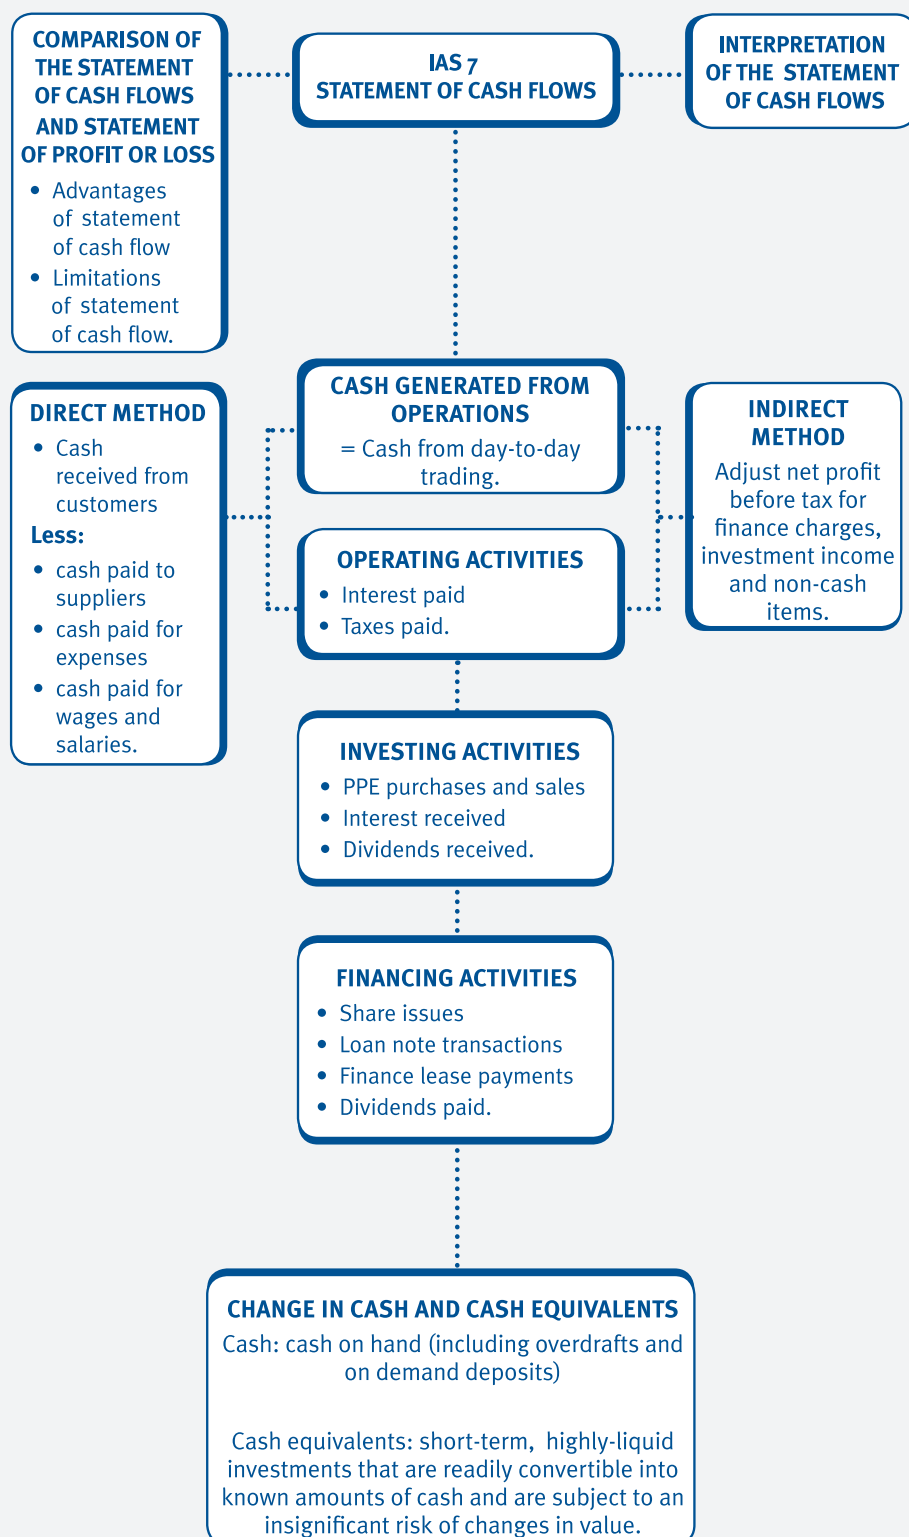 COMPARISON OF
THE STATEMENT
OF CASH FLOWS
AND STATEMENT
OF PROFIT OR LOSS
• Advantages
of statement
of cash flow
• Limitations
of statement
of cash flow.
IAS 7
STATEMENT OF CASH FLOWS
INTERPRETATION
OF THE STATEMENT
OF CASH FLOWS
CASH GENERATED FROM
OPERATIONS
= Cash from day-to-day
trading.
DIRECT METHOD
• Cash
received from
customers
Less:
• cash paid to
suppliers
• cash paid for
expenses
• cash paid for
wages and
salaries.
INDIRECT
METHOD
Adjust net profit
before tax for
finance charges,
investment income
and non-cash
items.
OPERATING ACTIVITIES
• Interest paid
• Taxes paid.
INVESTING ACTIVITIES
• PPE purchases and sales
• Interest received
• Dividends received.
FINANCING ACTIVITIES
• Share issues
• Loan note transactions
• Finance lease payments
• Dividends paid.
CHANGE IN CASH AND CASH EQUIVALENTS
Cash: cash on hand (including overdrafts and
on demand deposits)
Cash equivalents: short-term, highly-liquid
investments that are readily convertible into
known amounts of cash and are subject to an
insignificant risk of changes in value.